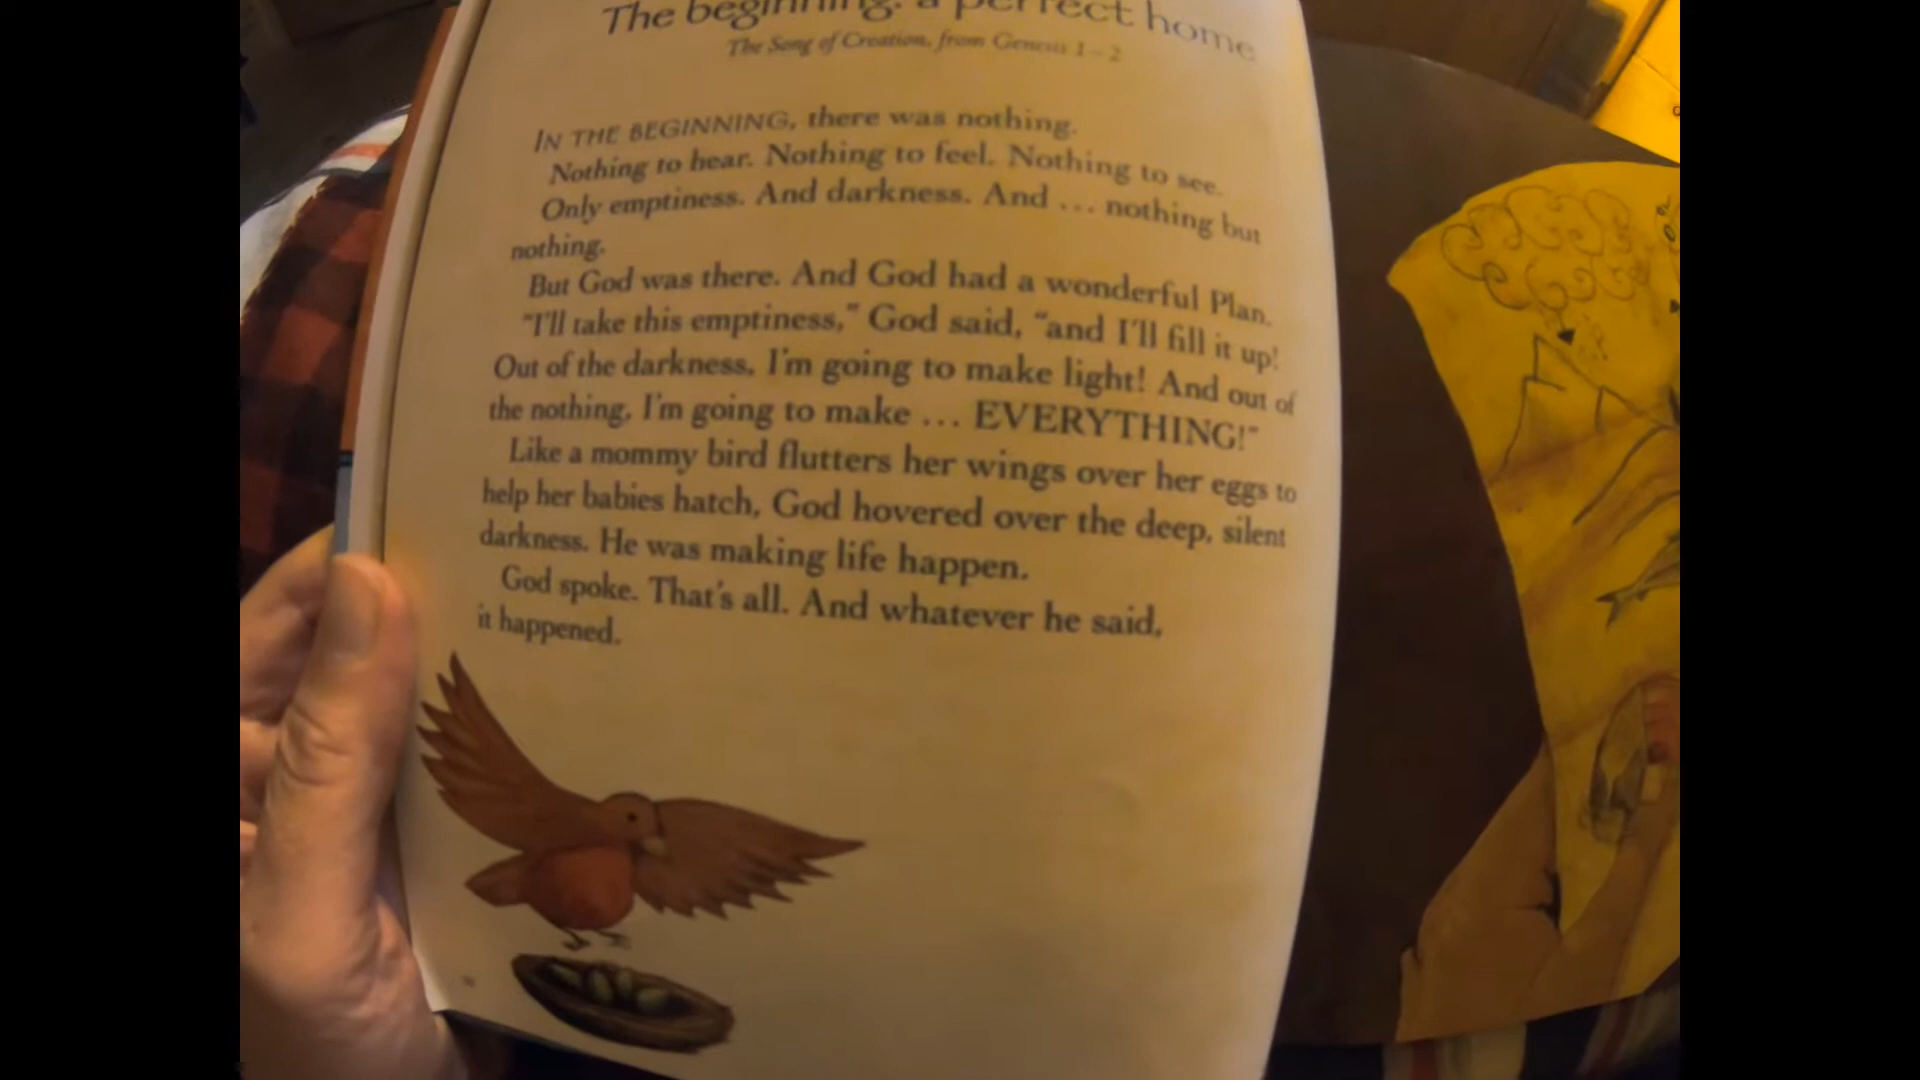 The beginning: a perfect home
The Song of Creation, from Genesis 1 – 2
IN THE BEGINNING, there was nothing.
Nothing to hear. Nothing to feel. Nothing to see.
Only emptiness. And darkness. And ... nothing but
nothing.
But God was there. And God had a wonderful Plan.
"I'll take this emptiness," God said, "and I'll fill it up!
Out of the darkness, I'm going to make light! And out of
the nothing, I'm going to make ... EVERYTHING!"
Like a mommy bird flutters her wings over her eggs to
help her babies hatch, God hovered over the deep, silent
darkness. He was making life happen.
God spoke. That's all. And whatever he said,
it happened.